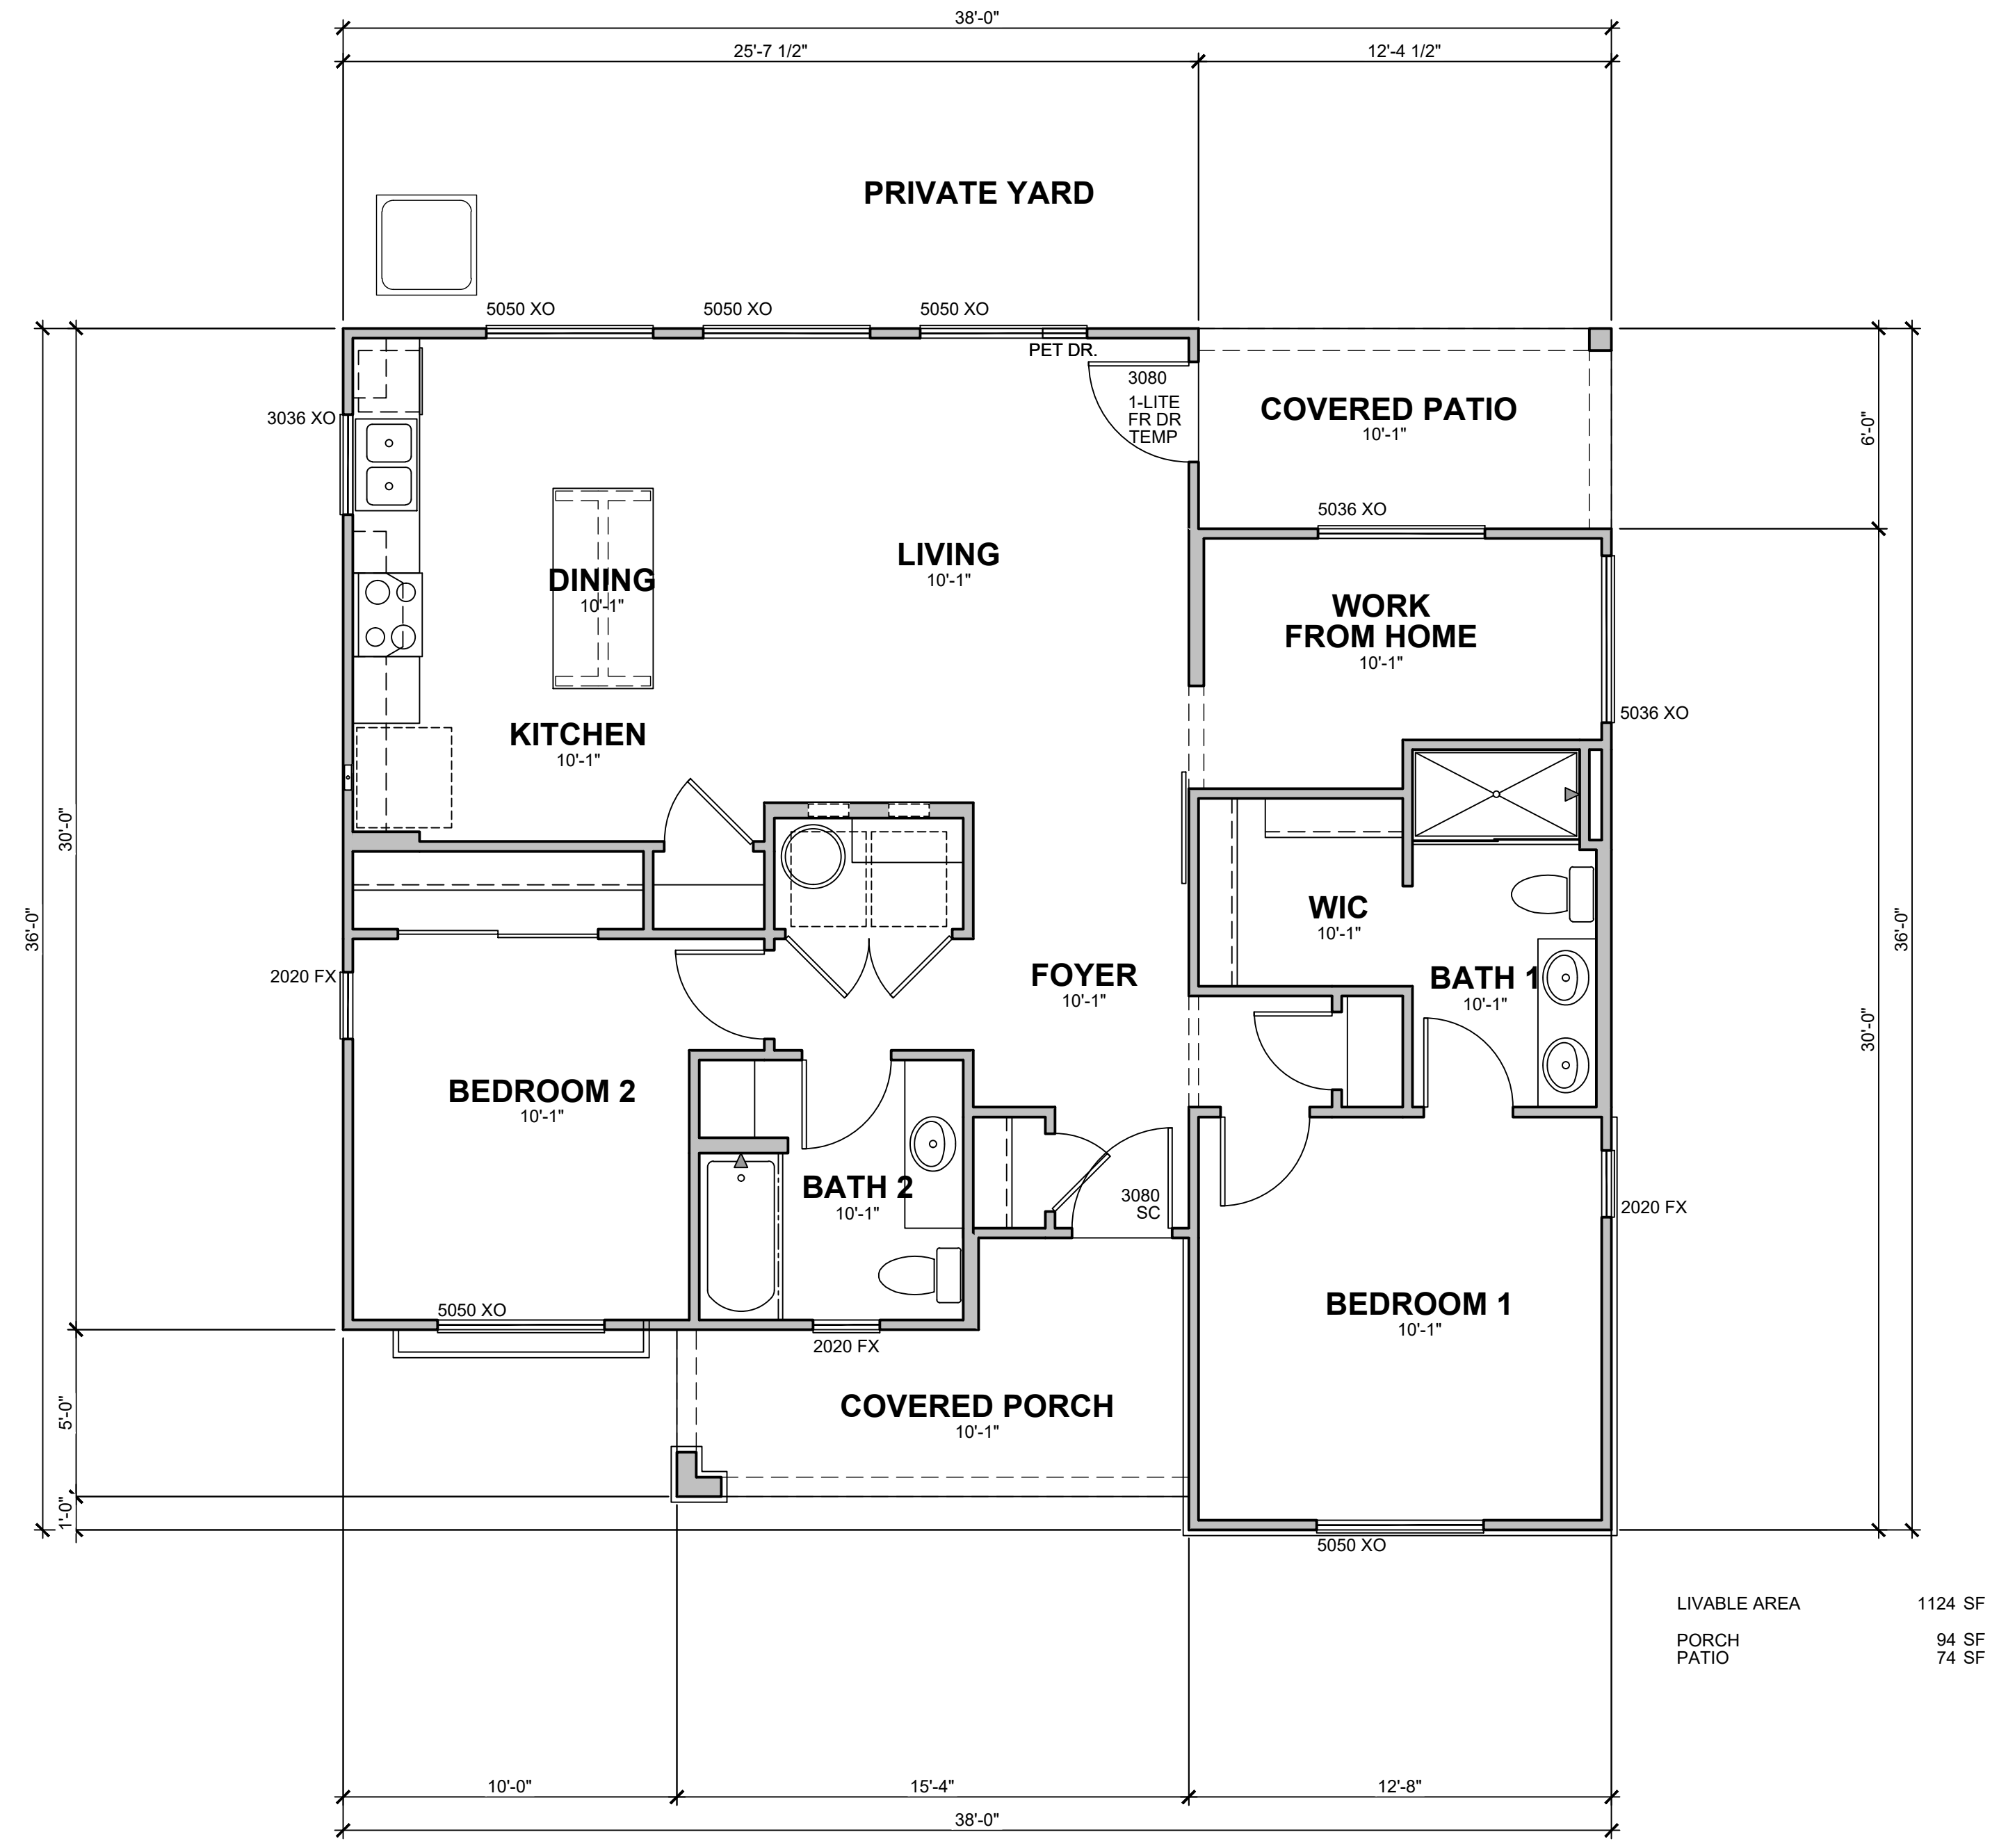 38'-0"
25'-7 1/2"
12'-4 1/2"
PRIVATE YARD
5050 XO
5050 XO
5050 XO
PET DR.
3080
1-LITE
FR DR
TEMP
COVERED PATIO
10'-1"
3036 XO
6'-0"
5036 XO
LIVING
10'-1"
DINING
10'-1"
WORK
FROM HOME
10'-1"
5036 XO
KITCHEN
10'-1"
30'-0"
36'-0"
WIC
10'-1"
36'-0"
2020 FX
FOYER
10'-1"
BATH 1
10'-1"
30'-0"
BEDROOM 2
10'-1"
BATH 2
10'-1"
3080
SC
2020 FX
5050 XO
BEDROOM 1
10'-1"
2020 FX
COVERED PORCH
10'-1"
5'-0"
1'-0"
5050 XO
LIVABLE AREA 1124 SF
PORCH 94 SF
PATIO 74 SF
10'-0"
15'-4"
12'-8"
38'-0"